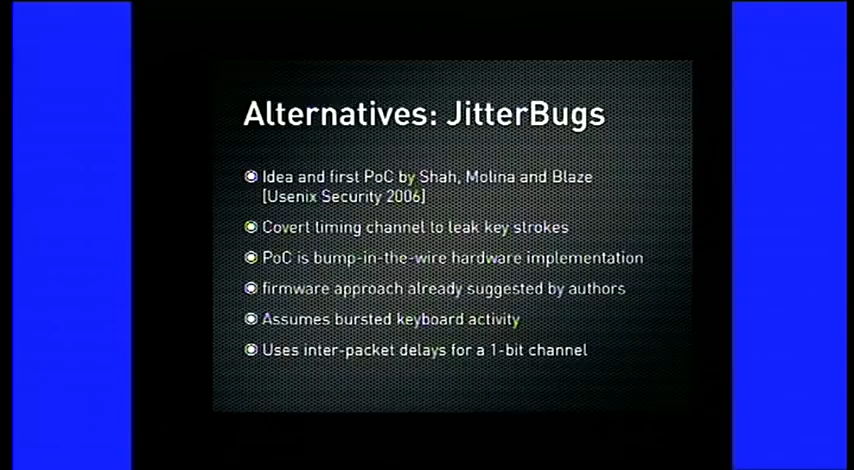 Alternatives: JitterBugs
Idea and first PoC by Shah, Molina and Blaze
[Usenix Security 2006]
Covert timing channel to leak key strokes
PoC is bump-in-the-wire hardware implementation
firmware approach already suggested by authors
Assumes bursted keyboard activity
Uses inter-packet delays for a 1-bit channel